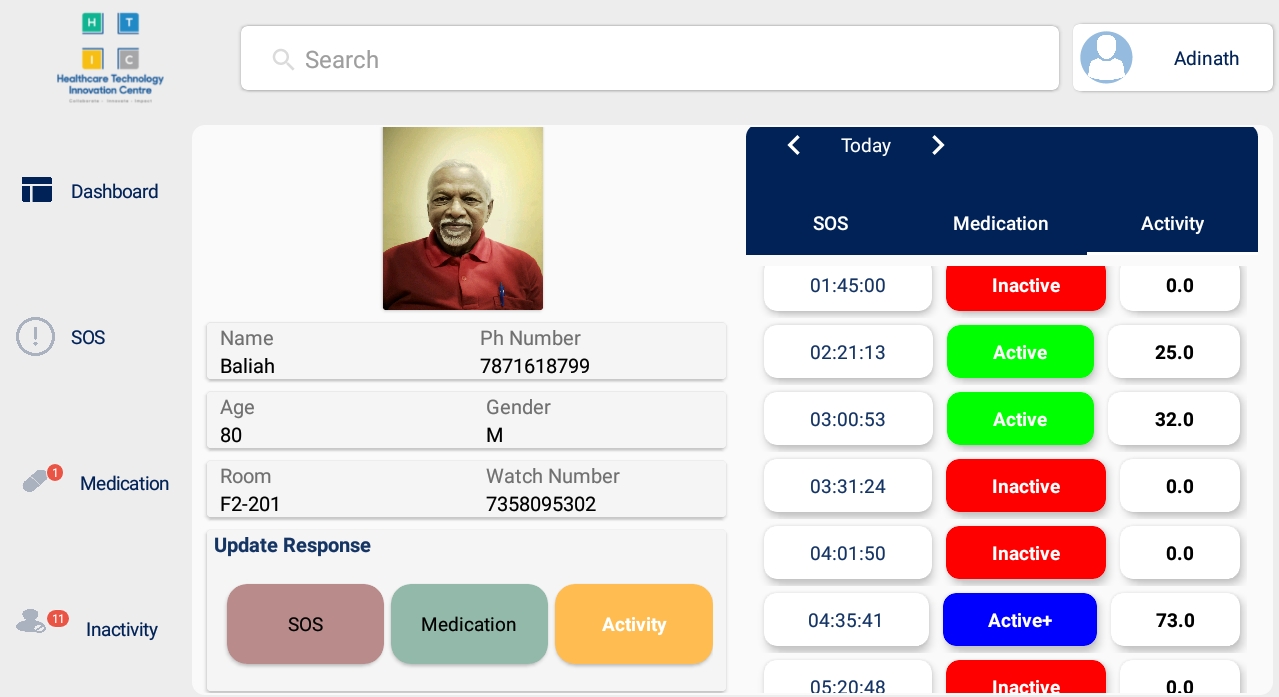 H T
I C
Healthcare Technology
Innovation Centre
Collaborate • Innovate • Impact
Search
Adinath
Dashboard
SOS
1
Medication
11
Inactivity
Name
Ph Number
Baliah
7871618799
Age
Gender
80
M
Room
Watch Number
F2-201
7358095302
Update Response
SOS
Medication
Activity
Today
SOS
Medication
Activity
01:45:00 Inactive 0.0
02:21:13 Active 25.0
03:00:53 Active 32.0
03:31:24 Inactive 0.0
04:01:50 Inactive 0.0
04:35:41 Active+ 73.0
05:20:48 Inactive 0.0